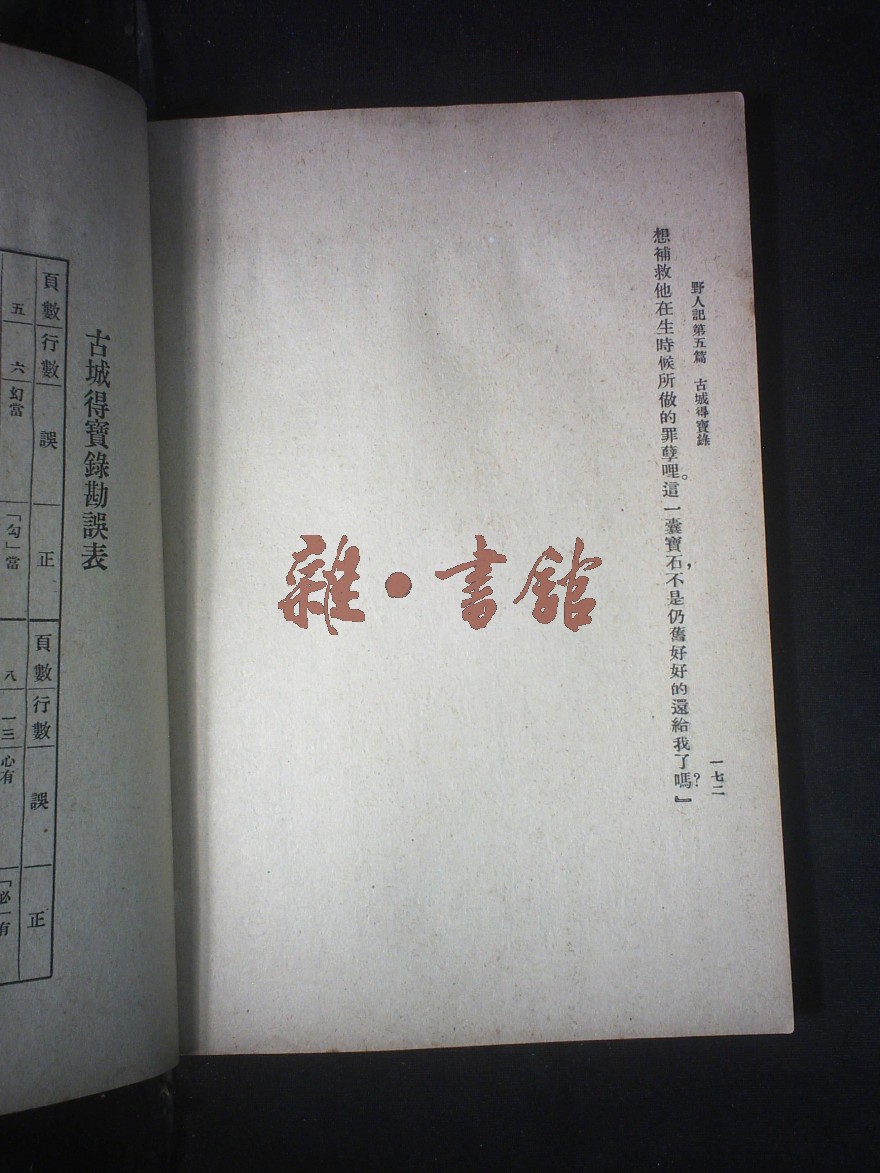 野人記第五篇　古城得寶錄
一七二
想補救他在生時候所做的罪孽哩。這一囊寶石，不是仍舊好好的還給我了嗎？』
雜・書館
古城得寶錄勘誤表
頁數 行數 誤 正 頁數 行數 誤 正
五 六 幻當 「勾」當 八 一三 心有 「必」有